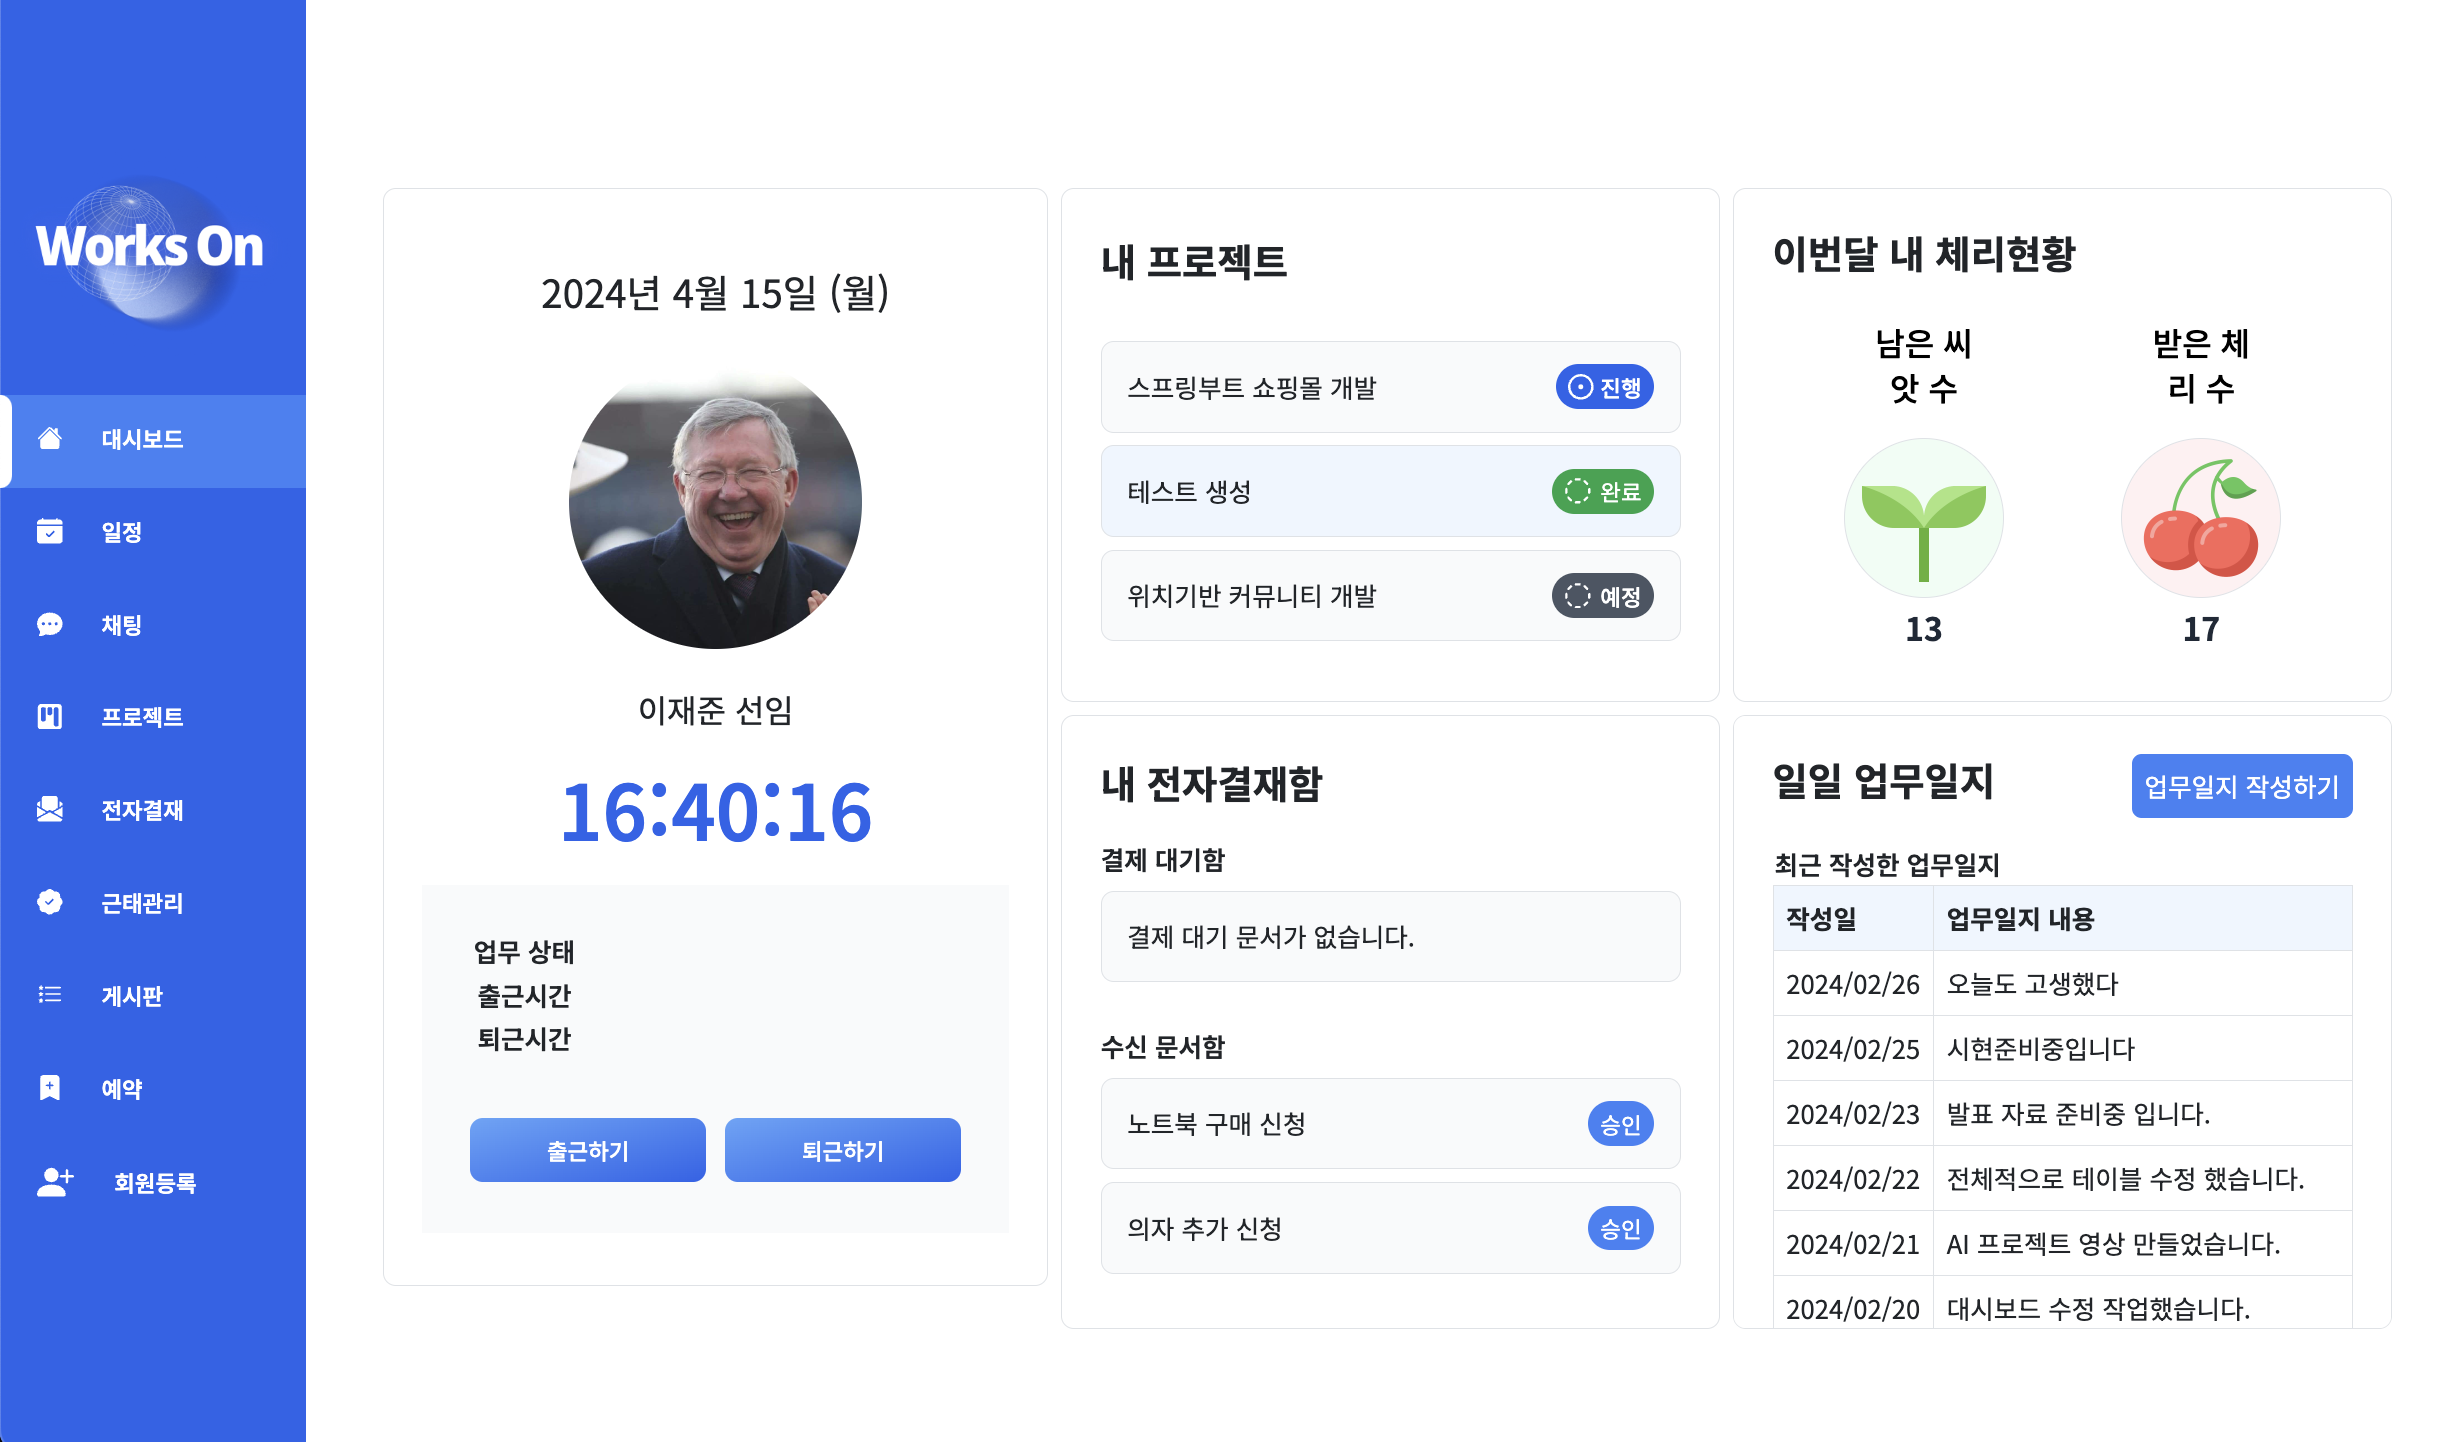 Works On
대시보드
일정
채팅
프로젝트
전자결재
근태관리
게시판
예약
회원등록
2024년 4월 15일 (월)
이재준 선임
16:40:16
업무 상태
출근시간
퇴근시간
출근하기
퇴근하기
내 프로젝트
스프링부트 쇼핑몰 개발
진행
테스트 생성
완료
위치기반 커뮤니티 개발
예정
내 전자결재함
결제 대기함
결제 대기 문서가 없습니다.
수신 문서함
노트북 구매 신청
승인
의자 추가 신청
승인
이번달 내 체리현황
남은 씨
앗 수
13
받은 체
리 수
17
일일 업무일지
업무일지 작성하기
최근 작성한 업무일지
작성일 업무일지 내용
2024/02/26 오늘도 고생했다
2024/02/25 시현준비중입니다
2024/02/23 발표 자료 준비중 입니다.
2024/02/22 전체적으로 테이블 수정 했습니다.
2024/02/21 AI 프로젝트 영상 만들었습니다.
2024/02/20 대시보드 수정 작업했습니다.